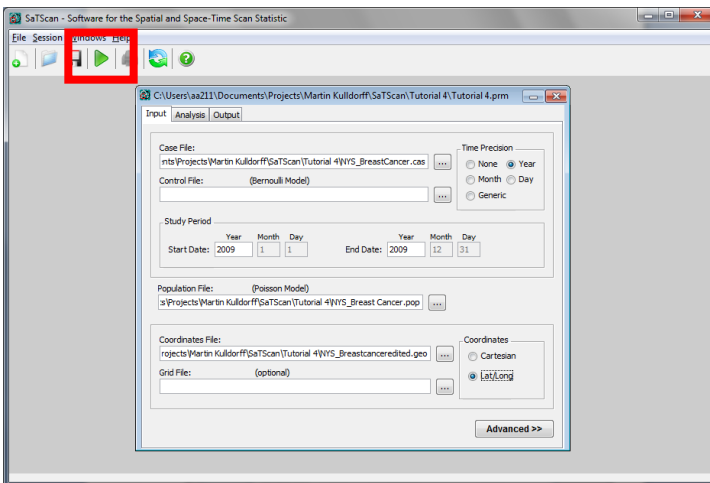 SaTScan - Software for the Spatial and Space-Time Scan Statistic
File Session Windows Help
C:\Users\aa211\Documents\Projects\Martin Kulldorff\SaTScan\Tutorial 4\Tutorial 4.prm
Input Analysis Output
Case File:
nts\Projects\Martin Kulldorff\SaTScan\Tutorial 4\NYS_BreastCancer.cas ...
Control File: (Bernoulli Model)
...
Time Precision
None Year
Month Day
Generic
Study Period
Year Month Day Year Month Day
Start Date: 2009 1 1 End Date: 2009 12 31
Population File: (Poisson Model)
s\Projects\Martin Kulldorff\SaTScan\Tutorial 4\NYS_Breast Cancer.pop ...
Coordinates File:
rojects\Martin Kulldorff\SaTScan\Tutorial 4\NYS_Breastcanceredited.geo ...
Grid File: (optional)
...
Coordinates
Cartesian
Lat/Long
Advanced >>